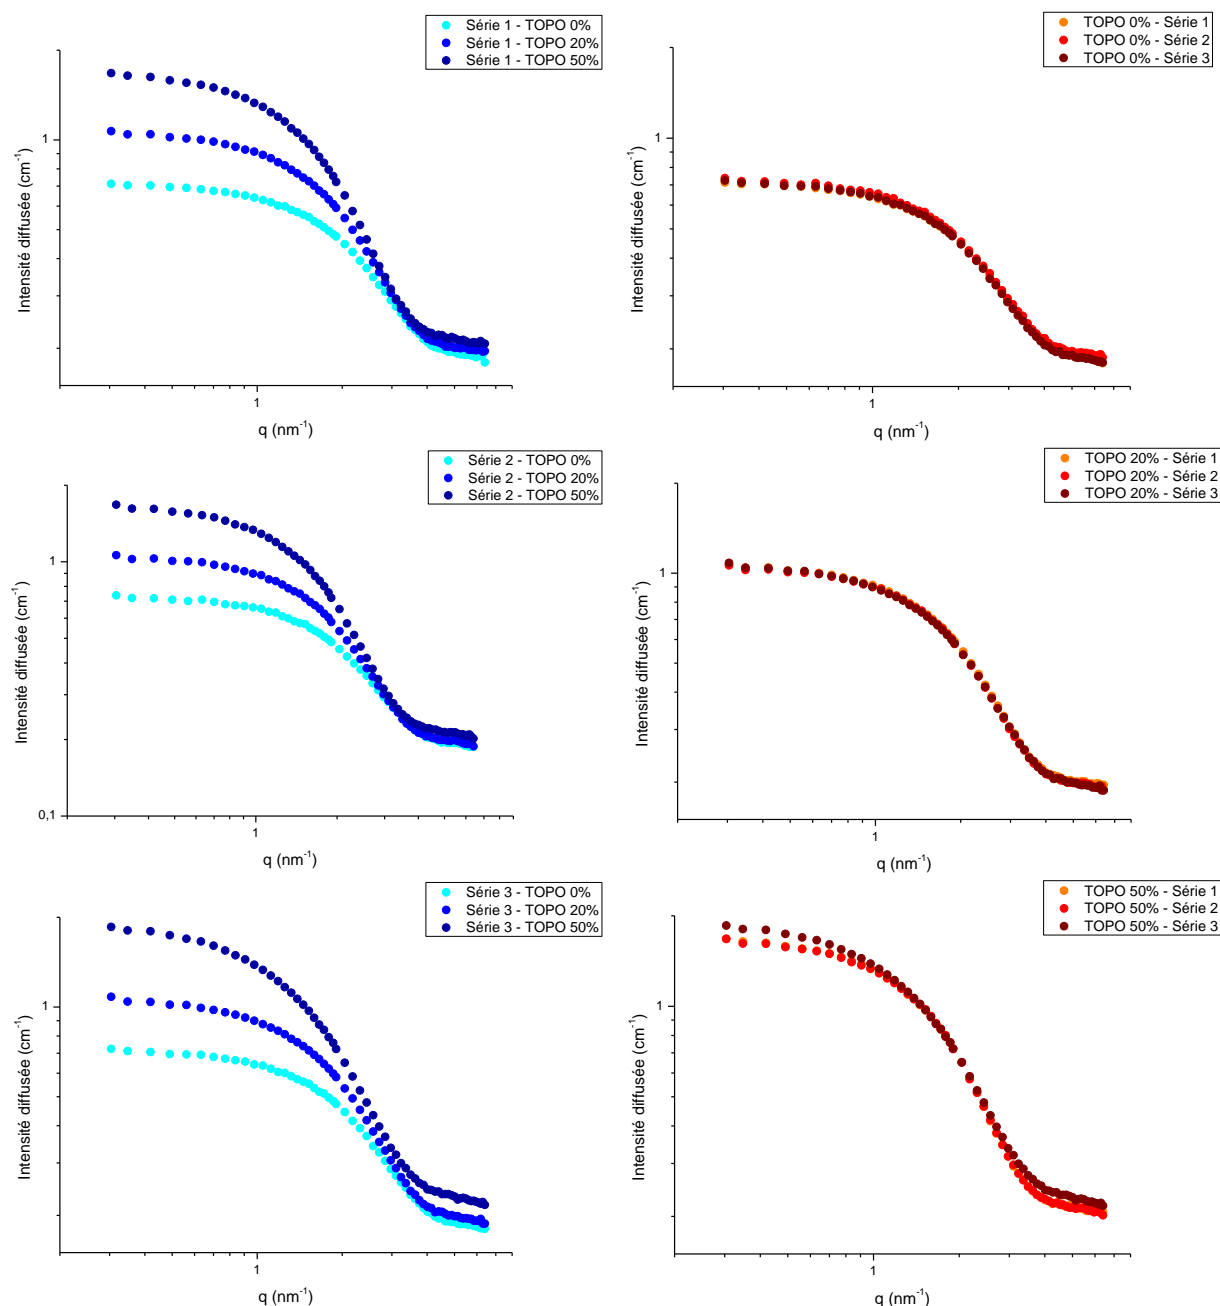 Série 1 - TOPO 0%
Série 1 - TOPO 20%
Série 1 - TOPO 50%
1
Intensité diffusée (cm-1)
1
q (nm-1)
TOPO 0% - Série 1
TOPO 0% - Série 2
TOPO 0% - Série 3
1
Intensité diffusée (cm-1)
1
q (nm-1)
Série 2 - TOPO 0%
Série 2 - TOPO 20%
Série 2 - TOPO 50%
1
0,1
Intensité diffusée (cm-1)
1
q (nm-1)
TOPO 20% - Série 1
TOPO 20% - Série 2
TOPO 20% - Série 3
1
Intensité diffusée (cm-1)
1
q (nm-1)
Série 3 - TOPO 0%
Série 3 - TOPO 20%
Série 3 - TOPO 50%
1
Intensité diffusée (cm-1)
1
q (nm-1)
TOPO 50% - Série 1
TOPO 50% - Série 2
TOPO 50% - Série 3
1
Intensité diffusée (cm-1)
1
q (nm-1)